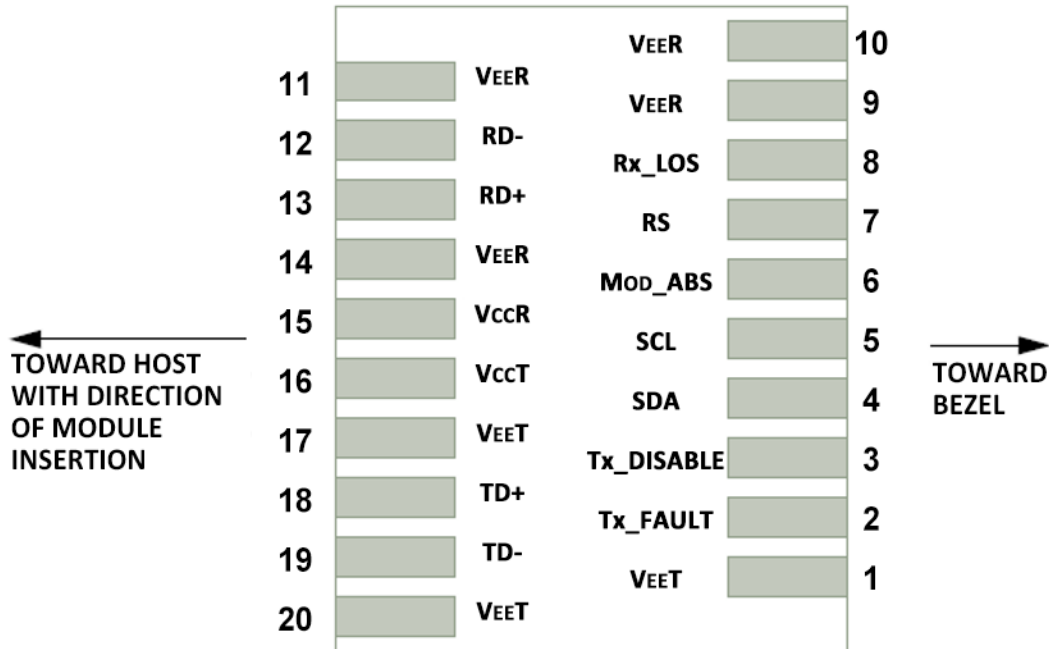 VEER 10
11 VEER
VEER 9
12 RD-
Rx_LOS 8
13 RD+
RS 7
14 VEER
MOD_ABS 6
15 VCCR
SCL 5
16 VCCT
SDA 4
17 VEET
Tx_DISABLE 3
18 TD+
Tx_FAULT 2
19 TD-
VEET 1
20 VEET
TOWARD HOST
WITH DIRECTION
OF MODULE
INSERTION
TOWARD
BEZEL